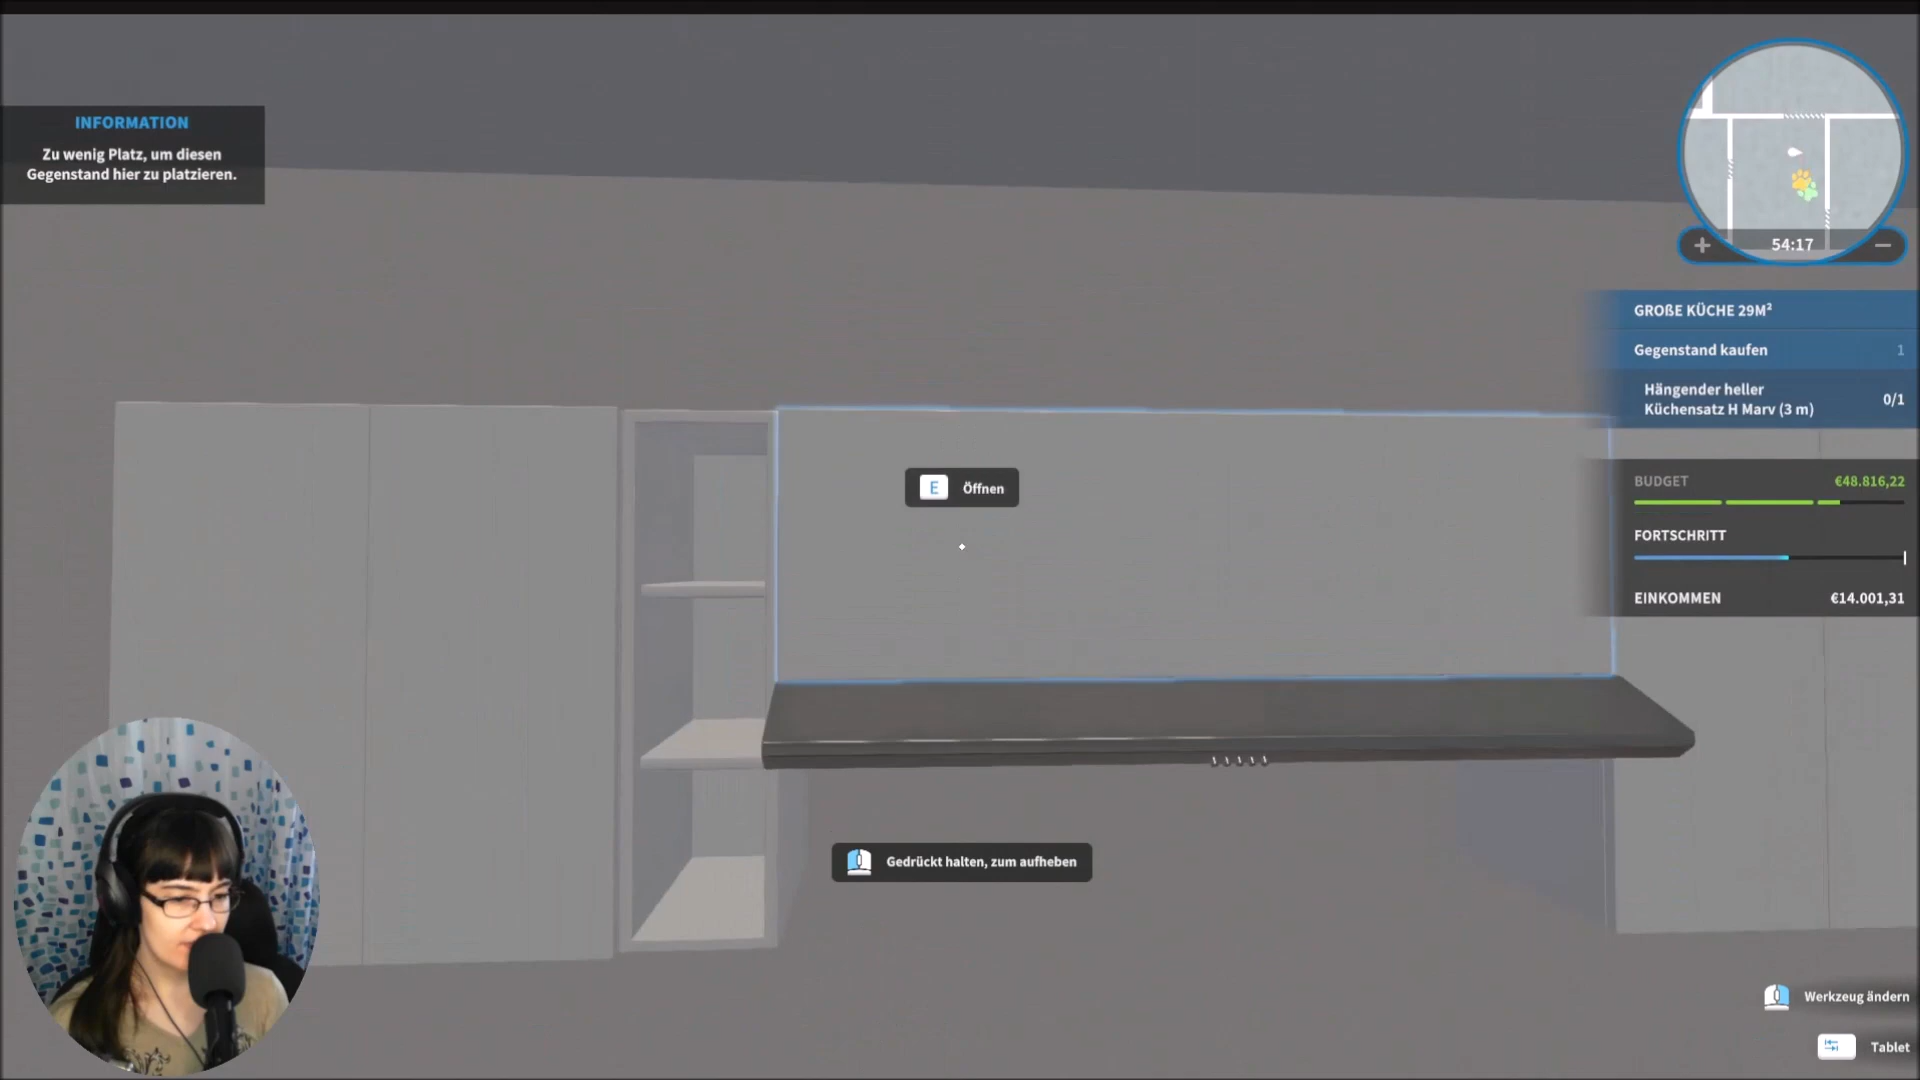 INFORMATION
Zu wenig Platz, um diesen
Gegenstand hier zu platzieren.
54:17
GROßE KÜCHE 29M²
Gegenstand kaufen 1
Hängender heller
Küchensatz H Marv (3 m) 0/1
BUDGET €48.816,22
FORTSCHRITT
EINKOMMEN €14.001,31
E Öffnen
Gedrückt halten, zum aufheben
Werkzeug ändern
Tablet